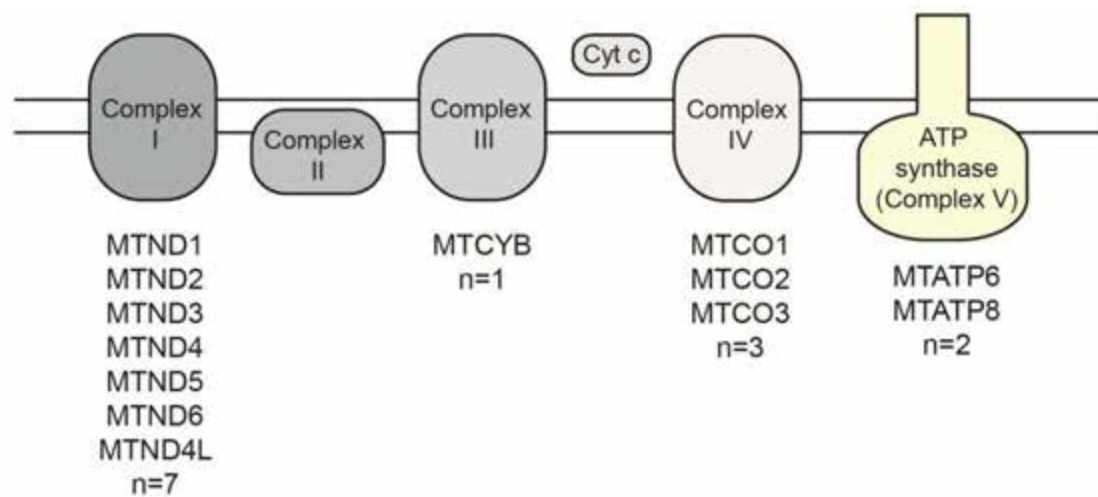 Complex
I
Complex
II
Complex
III
Cyt c
Complex
IV
ATP
synthase
(Complex V)
MTND1
MTND2
MTND3
MTND4
MTND5
MTND6
MTND4L
n=7
MTCYB
n=1
MTCO1
MTCO2
MTCO3
n=3
MTATP6
MTATP8
n=2